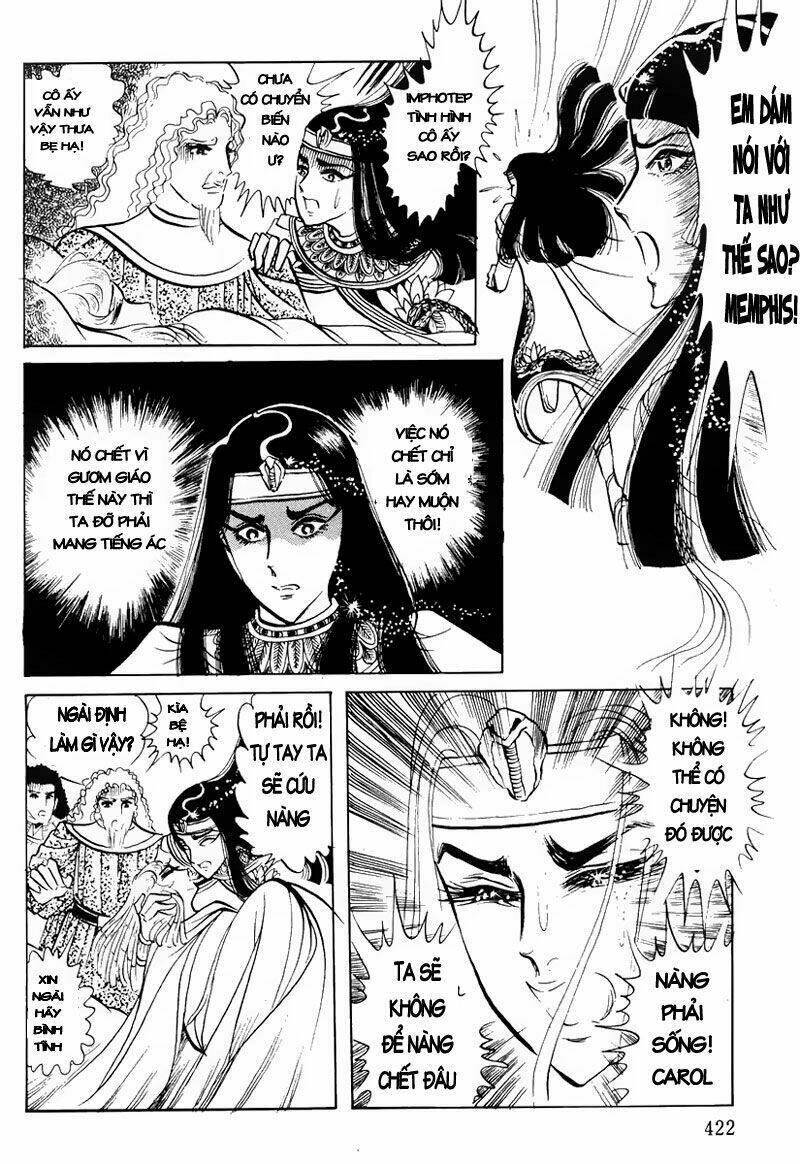 EM DÁM
NÓI VỚI
TA NHƯ
THẾ SAO?
MEMPHIS!
IMPHOTEP
TÌNH HÌNH
CÔ ẤY
SAO RỒI?
CHƯA
CÓ CHUYỂN
BIẾN
NÀO
Ư?
CÔ ẤY
VẪN NHƯ
VẬY THƯA
BẸ HẠ!
VIỆC NÓ
CHẾT CHỈ
LÀ SỚM
HAY MUỘN
THÔI!
NÓ CHẾT VÌ
GƯƠM GIÁO
THẾ NÀY THÌ
TA ĐỠ PHẢI
MANG TIẾNG ÁC
KHÔNG!
KHÔNG
THỂ CÓ
CHUYỆN
ĐÓ ĐƯỢC
NÀNG
PHẢI
SỐNG!
CAROL
TA SẼ
KHÔNG
ĐỂ NÀNG
CHẾT ĐÂU
PHẢI RỒI!
TỰ TAY TA
SẼ CỨU
NÀNG
KÌA
BỆ
HẠ!
NGÀI ĐỊNH
LÀM GÌ VẬY?
XIN
NGÀI
HÃY
BÌNH
TĨNH
422